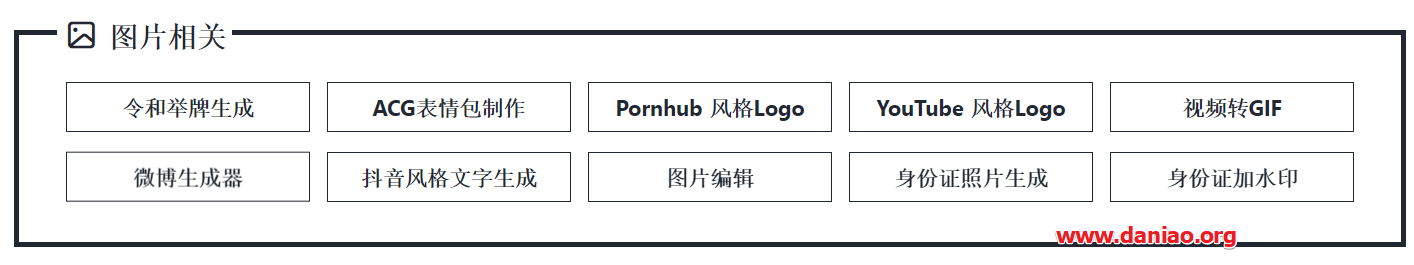 图片相关
令和举牌生成
ACG表情包制作
Pornhub 风格Logo
YouTube 风格Logo
视频转GIF
微博生成器
抖音风格文字生成
图片编辑
身份证照片生成
身份证加水印
www.daniao.org